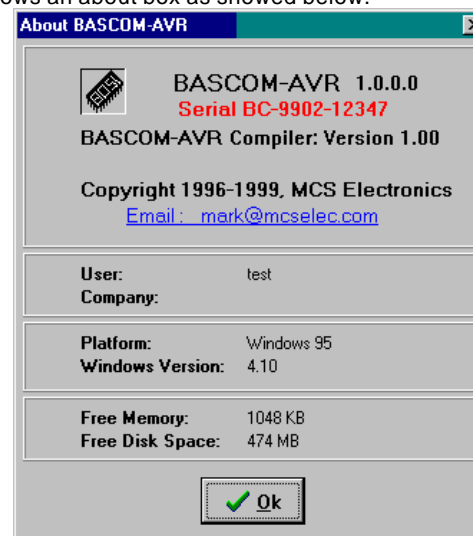 ows an about box as showed below.
About BASCOM-AVR
BASCOM-AVR 1.0.0.0
Serial BC-9902-12347
BASCOM-AVR Compiler: Version 1.00
Copyright 1996-1999, MCS Electronics
Email : mark@mcselec.com
User: test
Company:
Platform: Windows 95
Windows Version: 4.10
Free Memory: 1048 KB
Free Disk Space: 474 MB
Ok